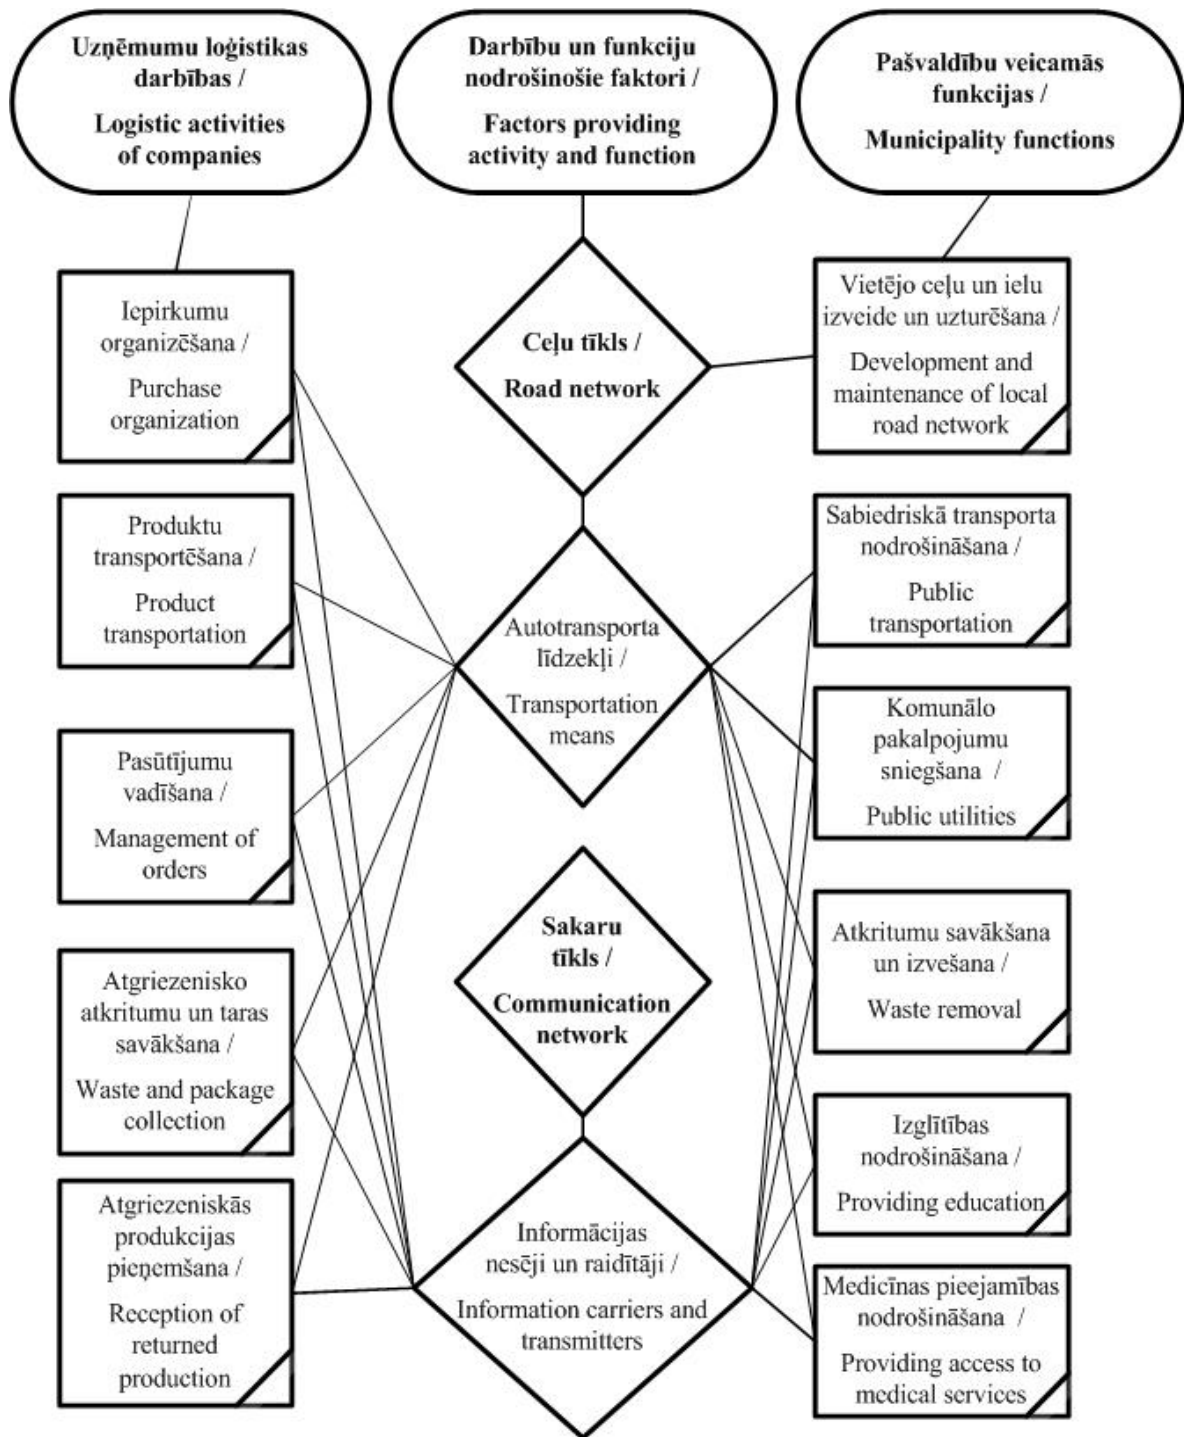 Uzņēmumu loģistikas
darbības /
Logistic activities
of companies
Darbību un funkciju
nodrošinošie faktori /
Factors providing
activity and function
Pašvaldību veicamās
funkcijas /
Municipality functions
Iepirkumu
organizēšana /
Purchase
organization
Produktu
transportēšana /
Product
transportation
Pasūtījumu
vadīšana /
Management of
orders
Atgriezenisko
atkritumu un taras
savākšana /
Waste and package
collection
Atgriezeniskās
produkcijas
pieņemšana /
Reception of
returned
production
Ceļu tīkls /
Road network
Autotransporta
līdzekļi /
Transportation
means
Sakaru
tīkls /
Communication
network
Informācijas
nesēji un raidītāji /
Information carriers and
transmitters
Vietējo ceļu un ielu
izveide un uzturēšana /
Development and
maintenance of local
road network
Sabiedriskā transporta
nodrošināšana /
Public
transportation
Komunālo
pakalpojumu
sniegšana /
Public utilities
Atkritumu savākšana
un izvešana /
Waste removal
Izglītības
nodrošināšana /
Providing education
Medicīnas pieejamības
nodrošināšana /
Providing access to
medical services